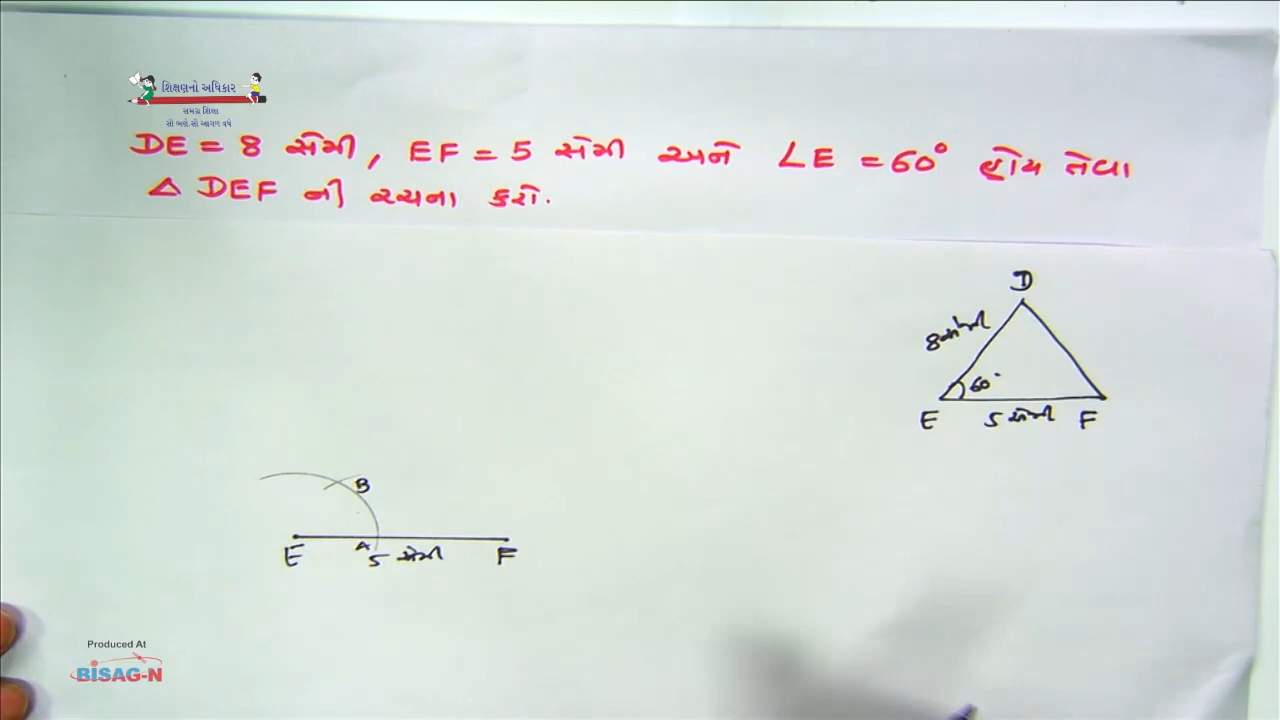 શિક્ષણનો અધિકાર
સમગ્ર શિક્ષા
સૌ ભણે.સૌ આગળ વધે
DE = 8 સેમી, EF = 5 સેમી અને ∠E = 60° હોય તેવા
△ DEF ની રચના કરો.
D
8 સેમી
60°
E 5 સેમી F
B
E A 5 સેમી F
Produced At
BISAG-N